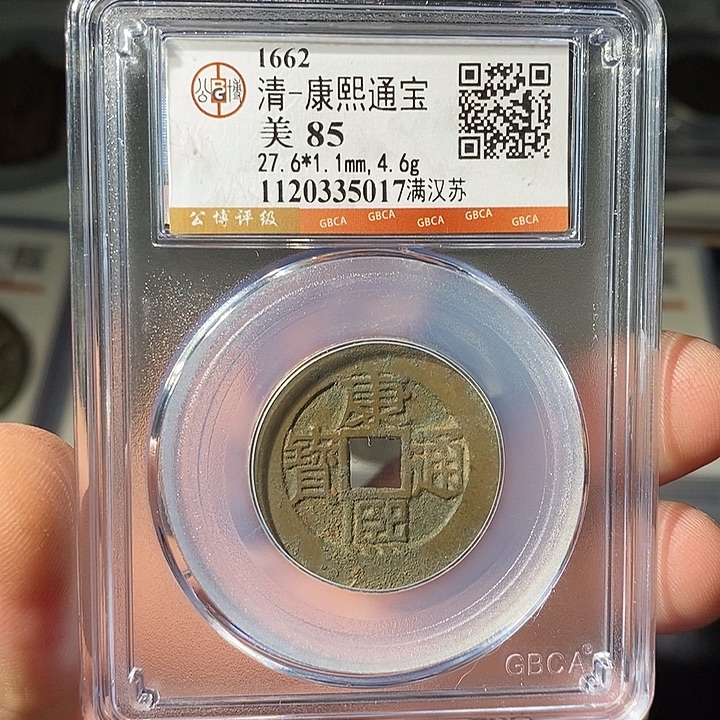 1662
清-康熙通宝
美 85
27.6*1.1mm,4.6g
1120335017满汉苏
公博评级 GBCA GBCA GBCA GBCA GBCA
康
熙
通
寳
GBCA®